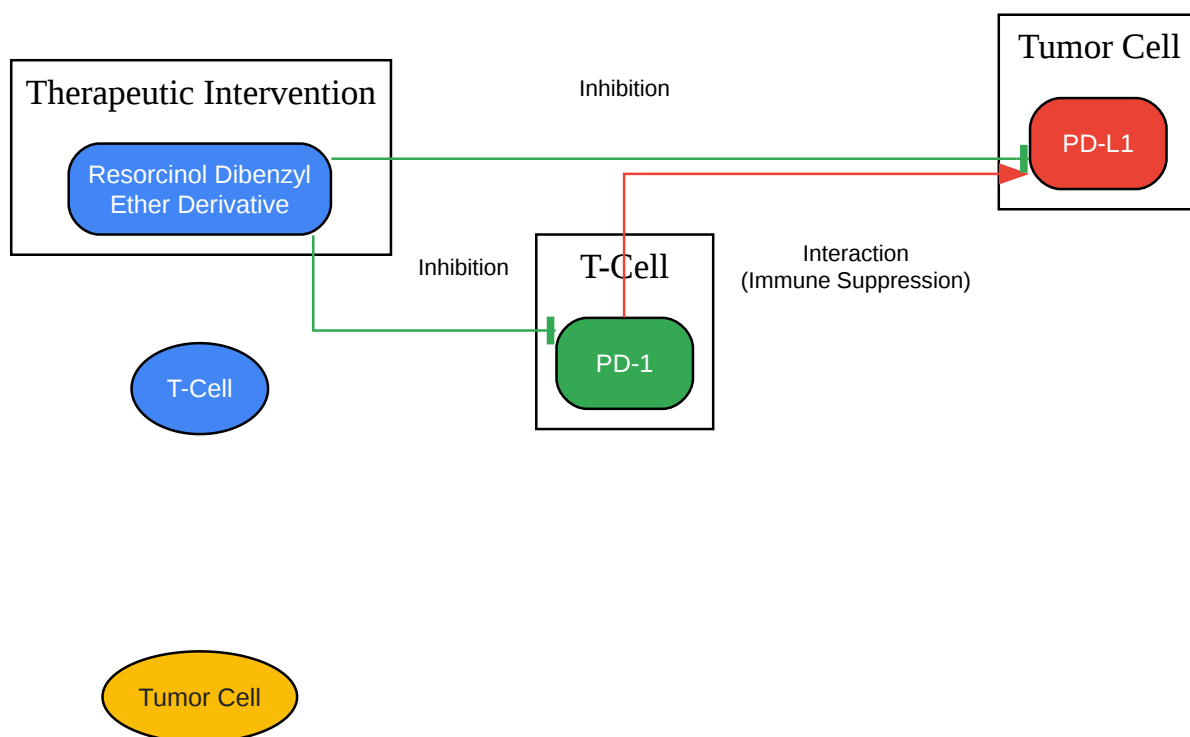 Tumor Cell
Therapeutic Intervention
Inhibition
PD-L1
Resorcinol Dibenzyl
Ether Derivative
Inhibition
T-Cell
Interaction
(Immune Suppression)
PD-1
T-Cell
Tumor Cell